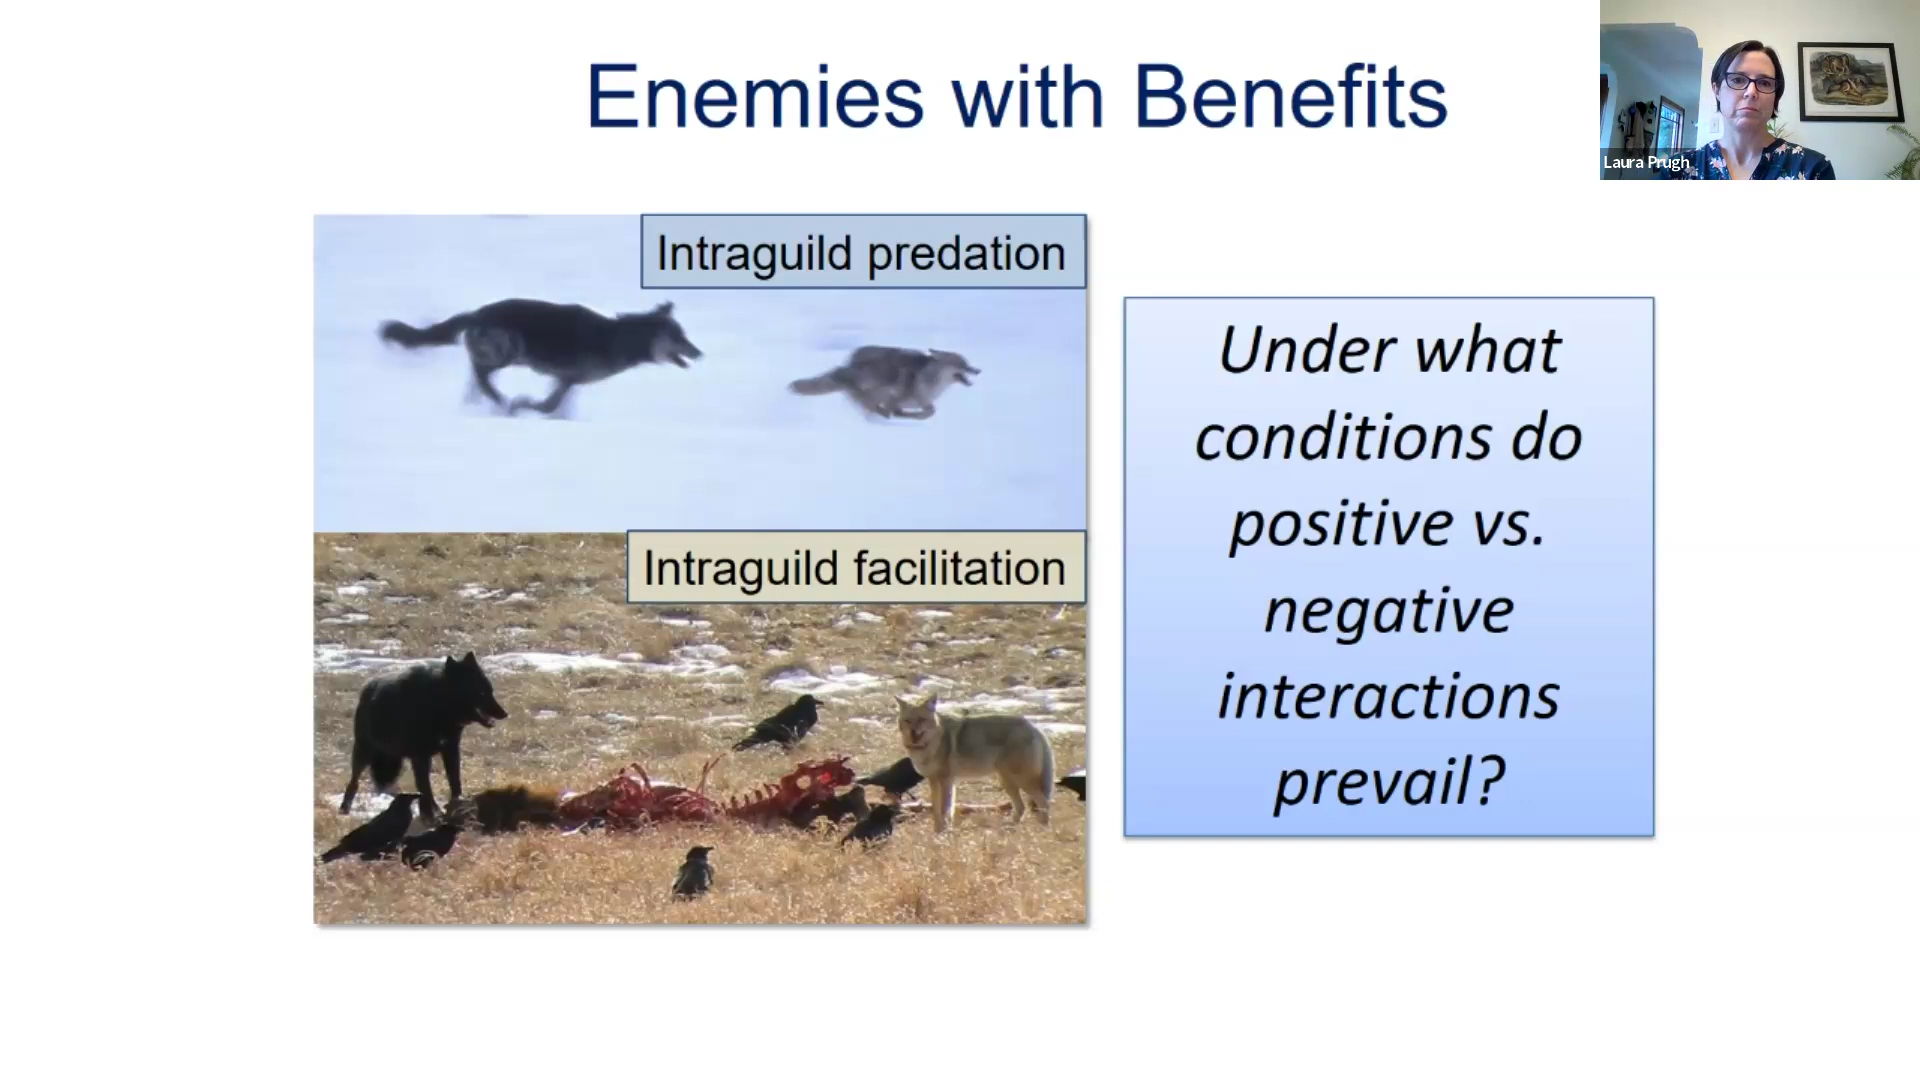 Enemies with Benefits
Laura Prugh
Intraguild predation
Intraguild facilitation
Under what
conditions do
positive vs.
negative
interactions
prevail?